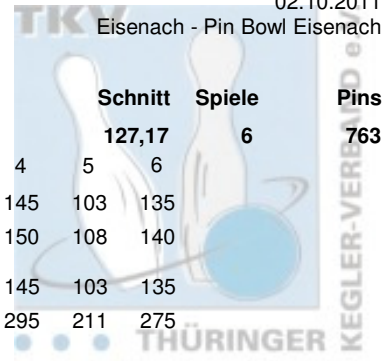 02.10.2011
TKV
Eisenach - Pin Bowl Eisenach
Schnitt Spiele Pins
127,17 6 763
4 5 6
145 103 135
150 108 140
145 103 135
295 211 275
THÜRINGER
KEGLER-VERBAND e.V.